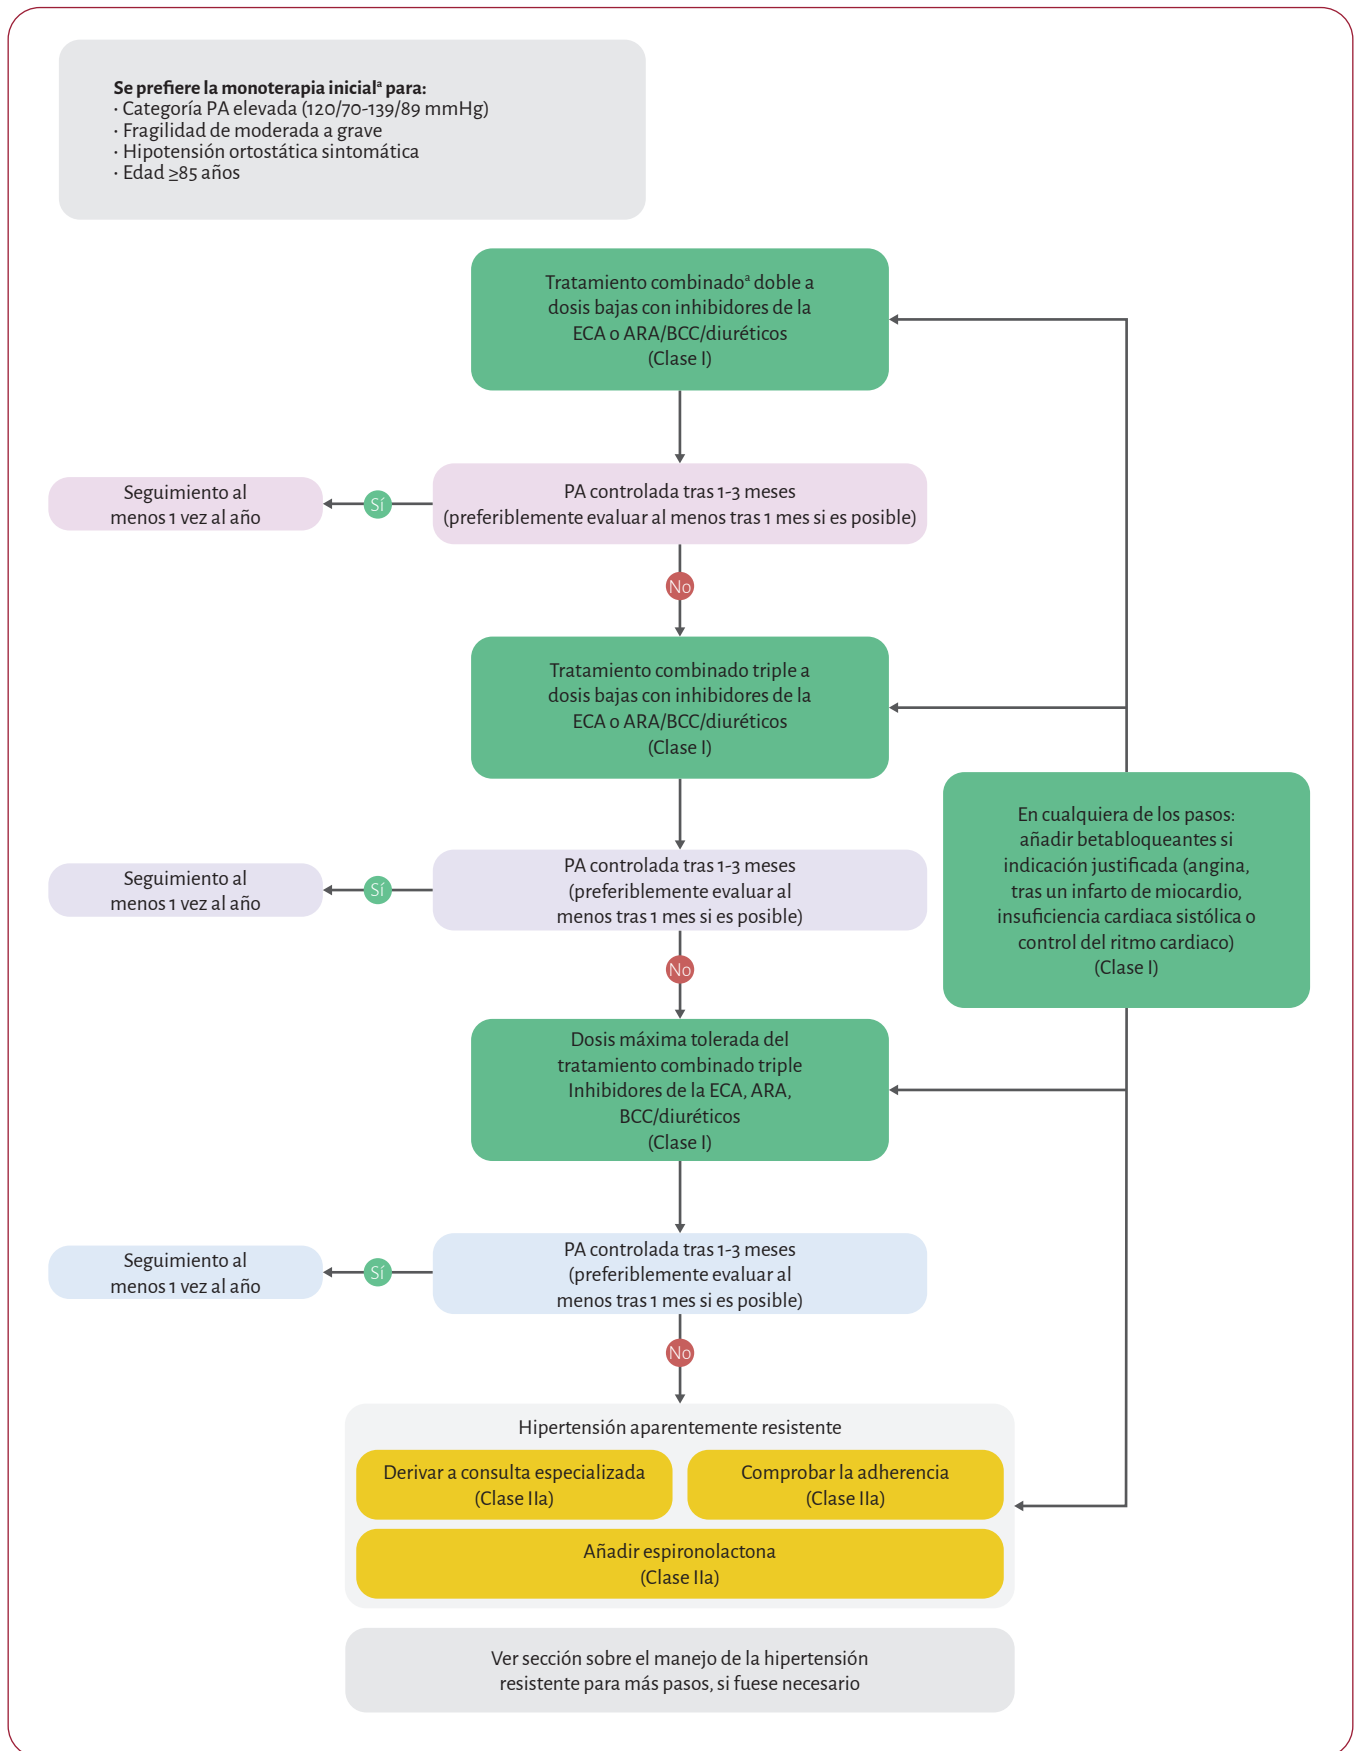 Se prefiere la monoterapia inicialª para:
· Categoría PA elevada (120/70-139/89 mmHg)
· Fragilidad de moderada a grave
· Hipotensión ortostática sintomática
· Edad ≥85 años
Tratamiento combinadoª doble a
dosis bajas con inhibidores de la
ECA o ARA/BCC/diuréticos
(Clase I)
PA controlada tras 1-3 meses
(preferiblemente evaluar al menos tras 1 mes si es posible)
Sí
Seguimiento al
menos 1 vez al año
No
Tratamiento combinado triple a
dosis bajas con inhibidores de la
ECA o ARA/BCC/diuréticos
(Clase I)
En cualquiera de los pasos:
añadir betabloqueantes si
indicación justificada (angina,
tras un infarto de miocardio,
insuficiencia cardiaca sistólica o
control del ritmo cardiaco)
(Clase I)
PA controlada tras 1-3 meses
(preferiblemente evaluar al
menos tras 1 mes si es posible)
Sí
Seguimiento al
menos 1 vez al año
No
Dosis máxima tolerada del
tratamiento combinado triple
Inhibidores de la ECA, ARA,
BCC/diuréticos
(Clase I)
PA controlada tras 1-3 meses
(preferiblemente evaluar al
menos tras 1 mes si es posible)
Sí
Seguimiento al
menos 1 vez al año
No
Hipertensión aparentemente resistente
Derivar a consulta especializada
(Clase IIa)
Comprobar la adherencia
(Clase IIa)
Añadir espironolactona
(Clase IIa)
Ver sección sobre el manejo de la hipertensión
resistente para más pasos, si fuese necesario